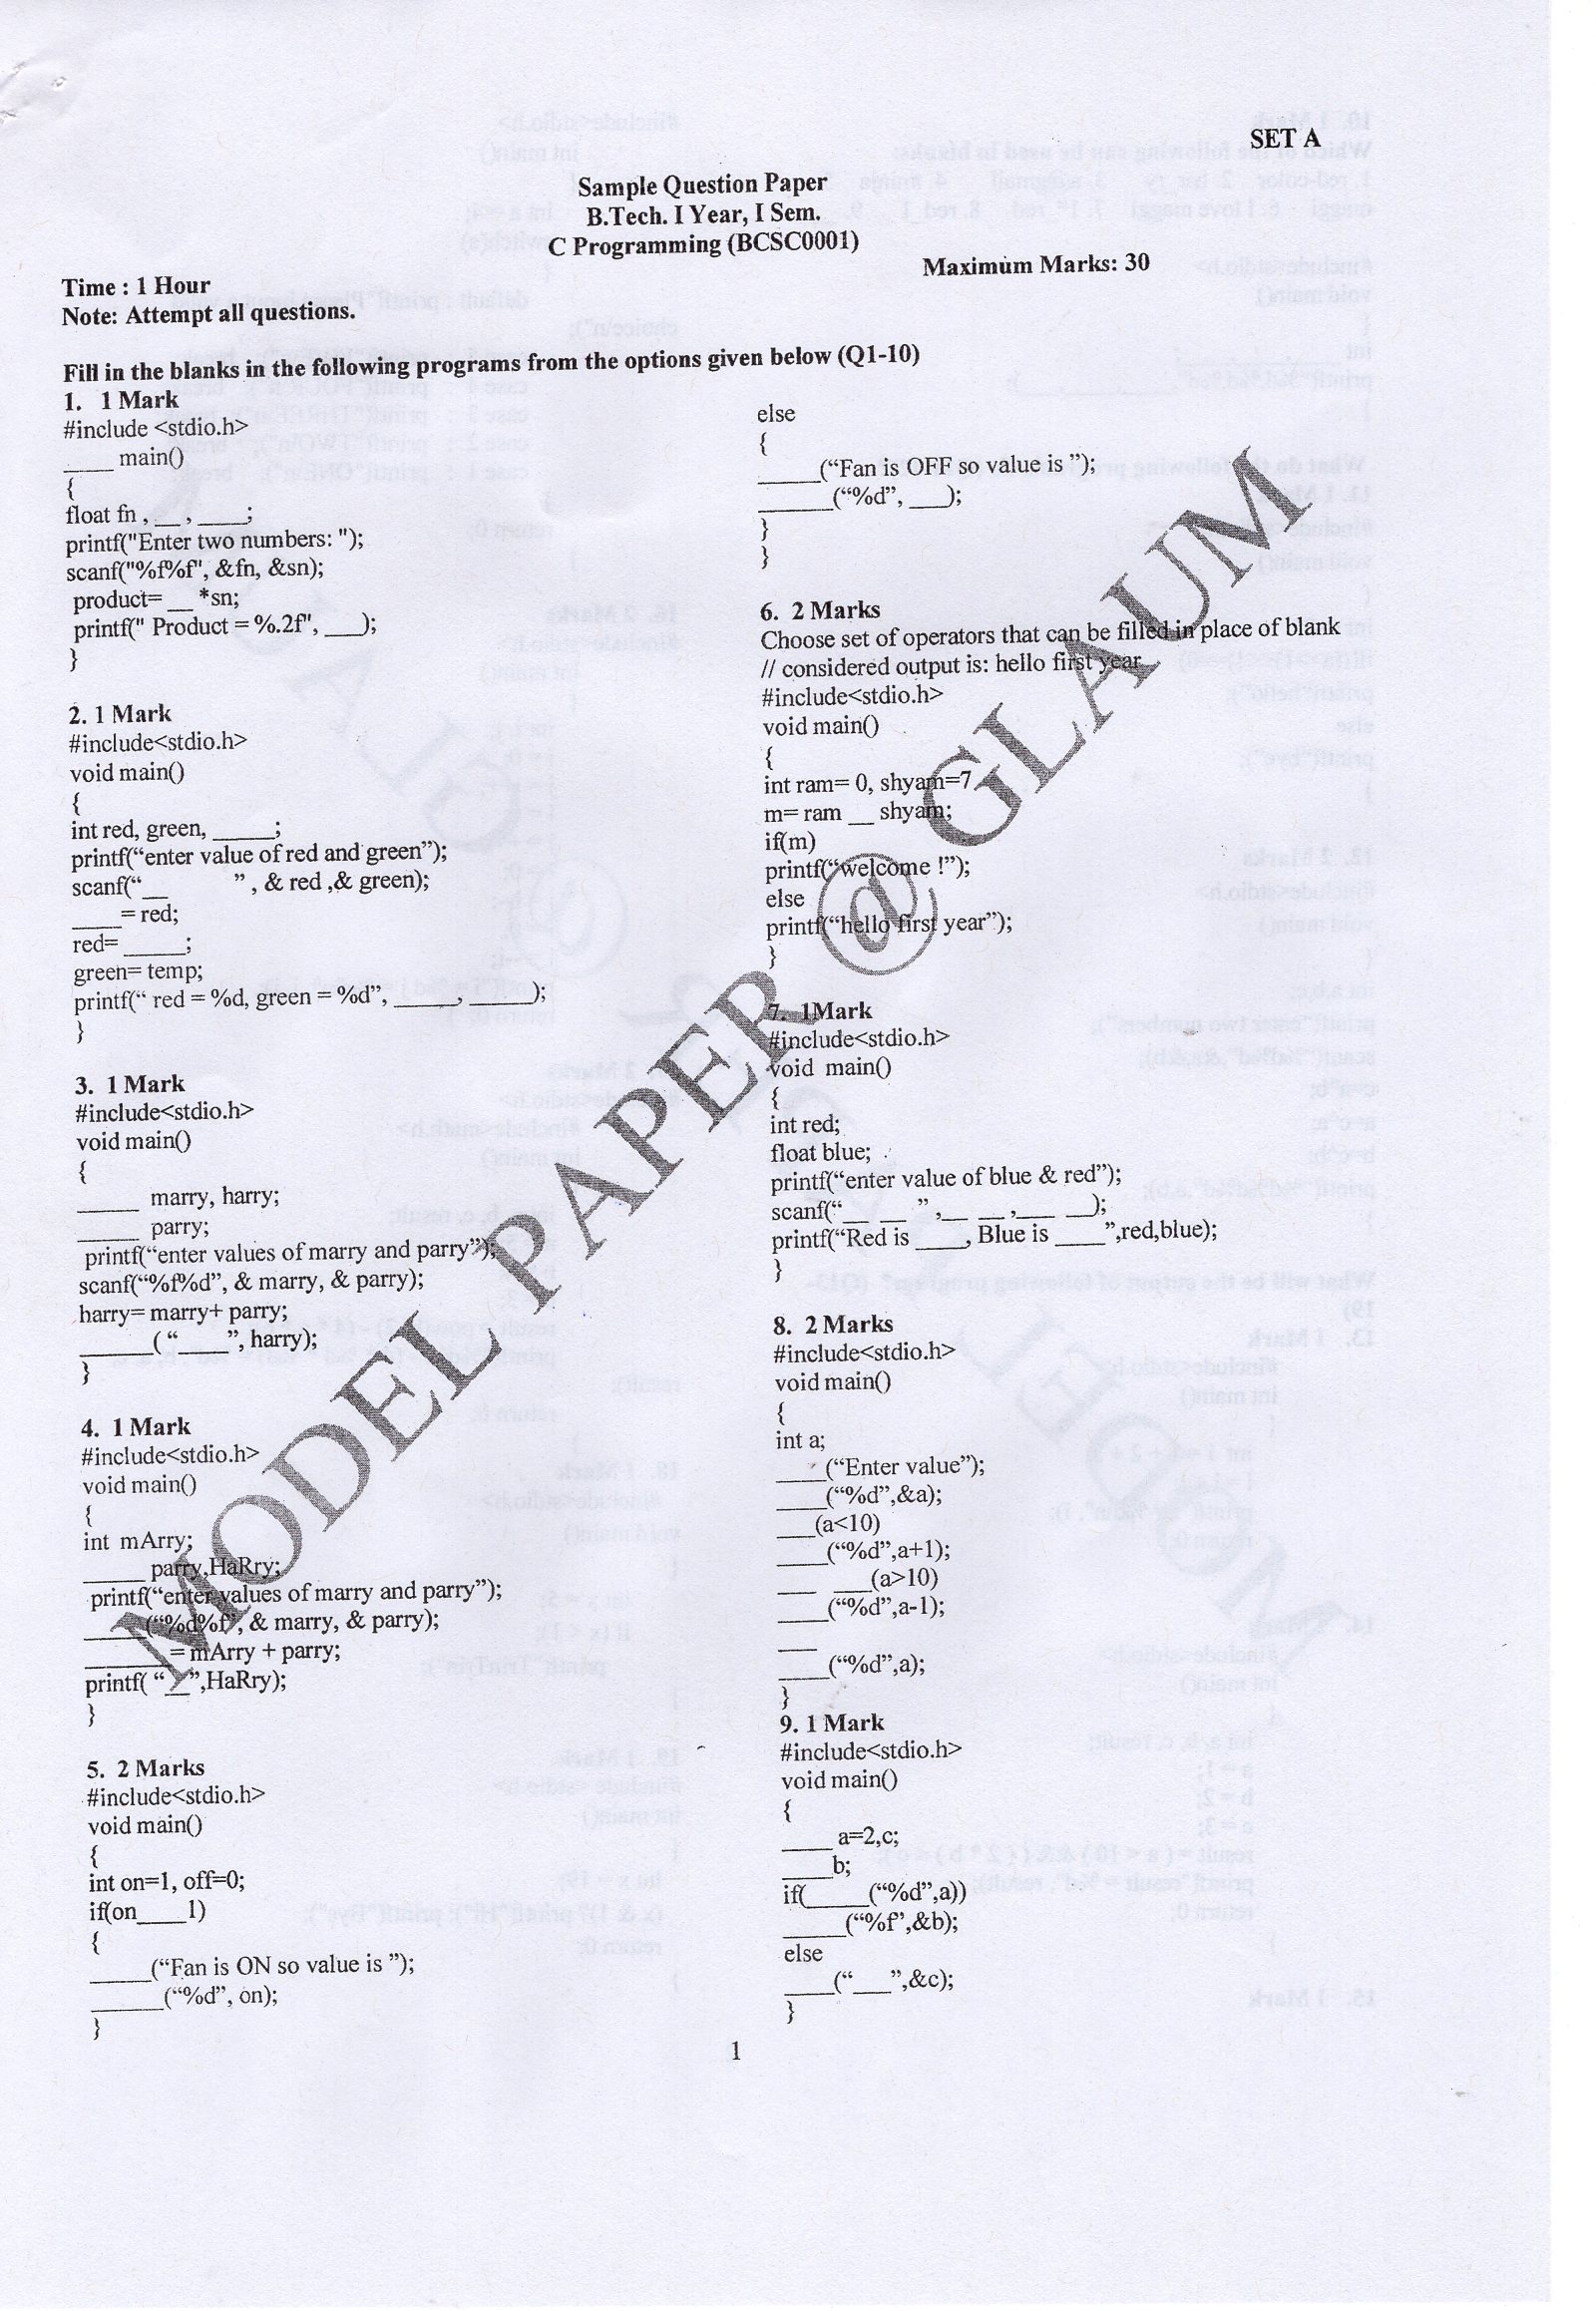 SET A
Sample Question Paper
B.Tech. I Year, I Sem.
C Programming (BCSC0001)
Maximum Marks: 30
Time : 1 Hour
Note: Attempt all questions.
Fill in the blanks in the following programs from the options given below (Q1-10)
1. 1 Mark
#include <stdio.h>
____ main()
{
float fn , __ , ____;
printf("Enter two numbers: ");
scanf("%f%f", &fn, &sn);
product= __ *sn;
printf(" Product = %.2f", ___);
}
2. 1 Mark
#include<stdio.h>
void main()
{
int red, green, _____;
printf(“enter value of red and green”);
scanf(“__ ” , & red ,& green);
____= red;
red= _____;
green= temp;
printf(“ red = %d, green = %d”, _____, _____);
}
3. 1 Mark
#include<stdio.h>
void main()
{
_____ marry, harry;
_____ parry;
printf(“enter values of marry and parry”);
scanf(“%f%d”, & marry, & parry);
harry= marry+ parry;
______( “____”, harry);
}
4. 1 Mark
#include<stdio.h>
void main()
{
int mArry;
_____ parry,HaRry;
printf(“enter values of marry and parry”);
_____(“%d%f’, & marry, & parry);
_______= mArry + parry;
printf( “__”,HaRry);
}
5. 2 Marks
#include<stdio.h>
void main()
{
int on=1, off=0;
if(on____1)
{
_____(“Fan is ON so value is ”);
______(“%d”, on);
}
else
{
_____(“Fan is OFF so value is ”);
______(“%d”, ___);
}
}
6. 2 Marks
Choose set of operators that can be filled in place of blank
// considered output is: hello first year
#include<stdio.h>
void main()
{
int ram= 0, shyam=7
m= ram __ shyam;
if(m)
printf(“welcome !”);
else
printf(“hello first year”);
}
7. 1Mark
#include<stdio.h>
void main()
{
int red;
float blue;
printf(“enter value of blue & red”);
scanf(“__ __ ”,__ __ ,___ __);
printf(“Red is ____, Blue is ____”,red,blue);
}
8. 2 Marks
#include<stdio.h>
void main()
{
int a;
____(“Enter value”);
____(“%d”,&a);
___(a<10)
____(“%d”,a+1);
___ ___(a>10)
____(“%d”,a-1);
___
____(“%d”,a);
}
9. 1 Mark
#include<stdio.h>
void main()
{
____ a=2,c;
____b;
if(_____(“%d”,a))
_____(“%f’,&b);
else
____(“___”,&c);
}
1
MODEL PAPER @ GLAUM